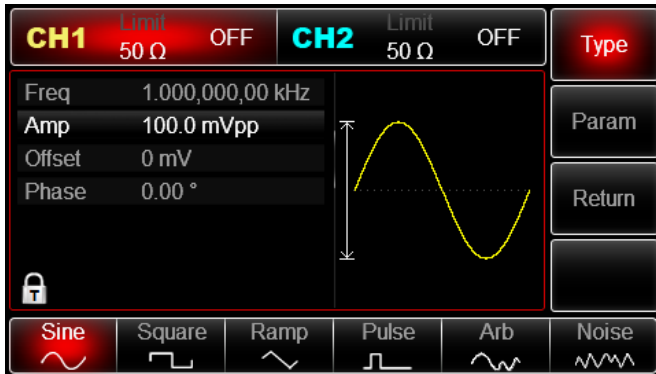 CH1 Limit 50 Ω OFF
CH2 Limit 50 Ω OFF
Type
Freq 1.000,000,00 kHz
Amp 100.0 mVpp
Offset 0 mV
Phase 0.00 °
Param
Return
T
Sine Square Ramp Pulse Arb Noise